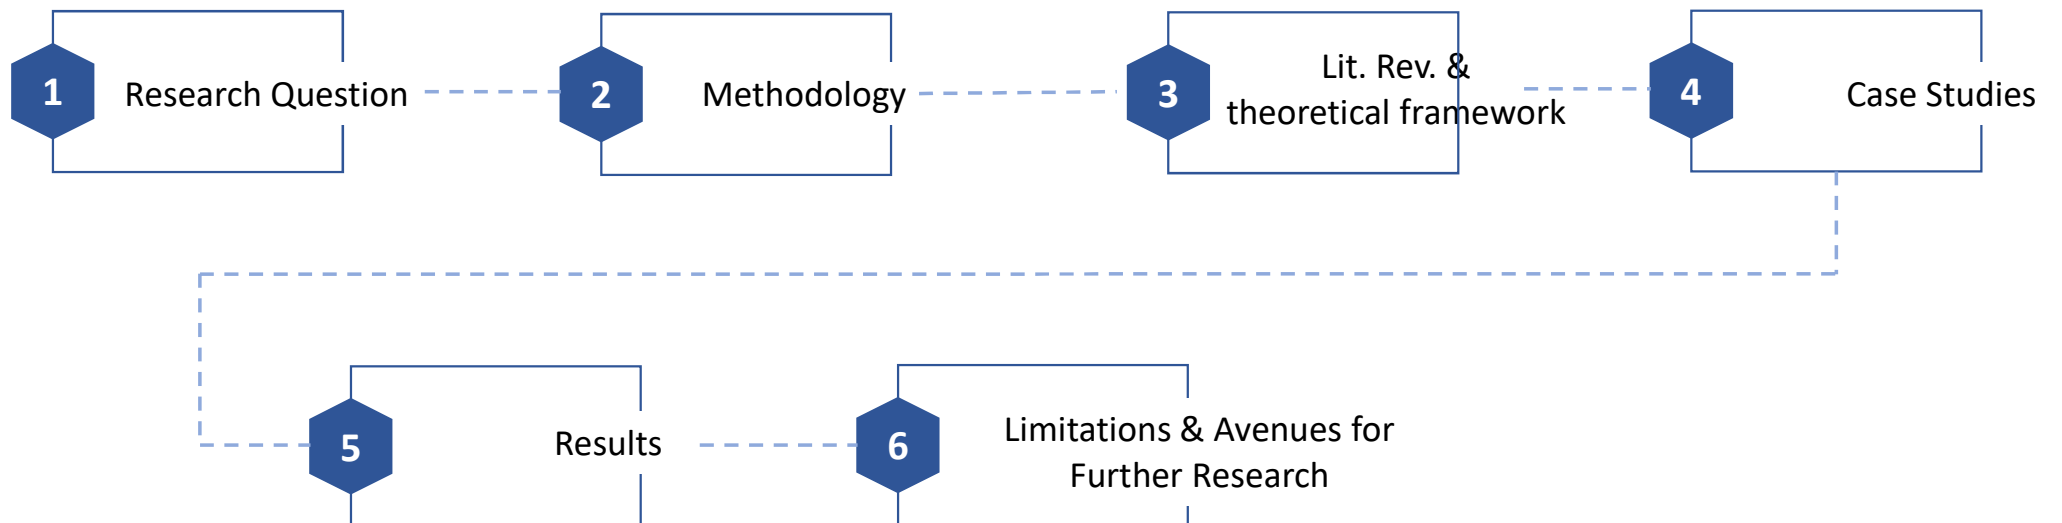 1
Research Question
2
Methodology
3
Lit. Rev. &
theoretical framework
4
Case Studies
5
Results
6
Limitations & Avenues for
Further Research